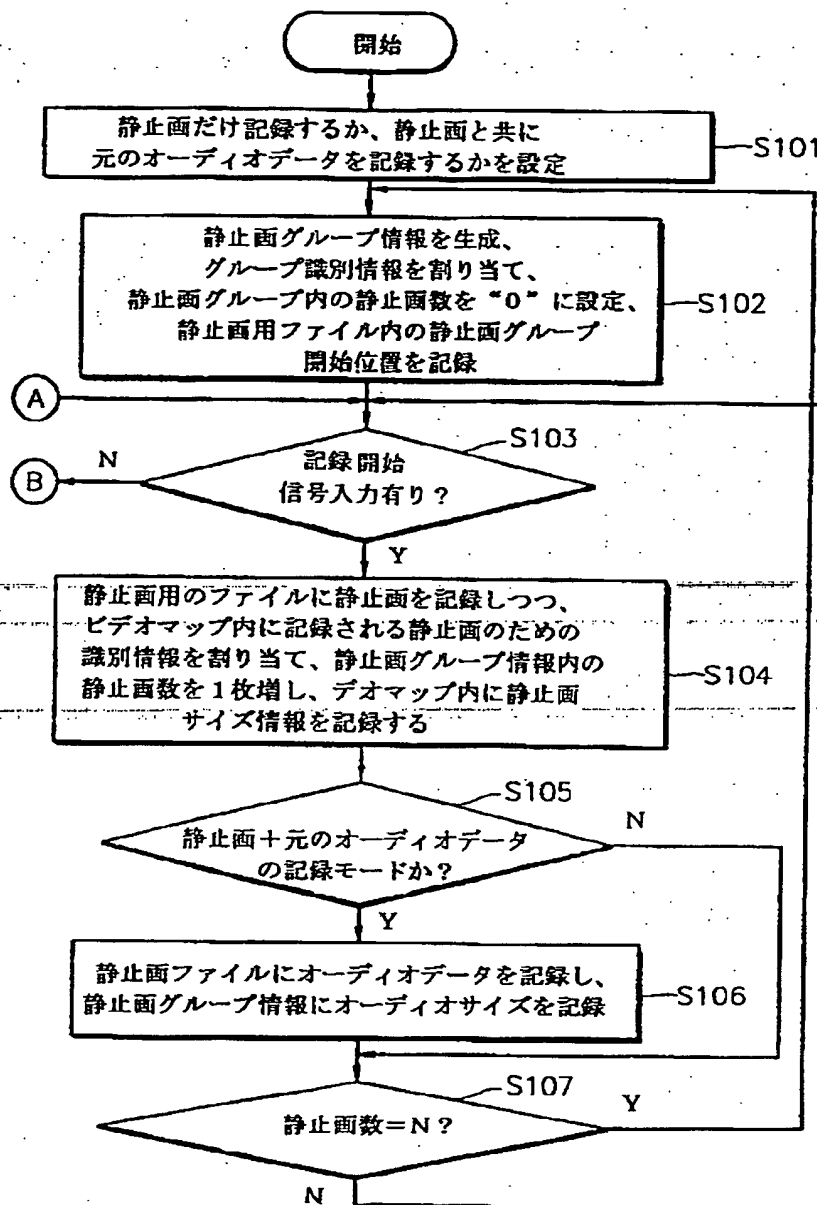 開始
静止画だけ記録するか、静止画と共に
元のオーディオデータを記録するかを設定
S101
静止画グループ情報を生成、
グループ識別情報を割り当て、
静止画グループ内の静止画数を“0”に設定、
静止画用ファイル内の静止画グループ
開始位置を記録
S102
A
S103
記録開始
信号入力有り?
N
B
Y
静止画用のファイルに静止画を記録しつつ、
ビデオマップ内に記録される静止画のための
識別情報を割り当て、静止画グループ情報内の
静止画数を1枚増し、デオマップ内に静止画
サイズ情報を記録する
S104
S105
静止画+元のオーディオデータ
の記録モードか?
N
Y
静止画ファイルにオーディオデータを記録し、
静止画グループ情報にオーディオサイズを記録
S106
S107
静止画数=N?
Y
N